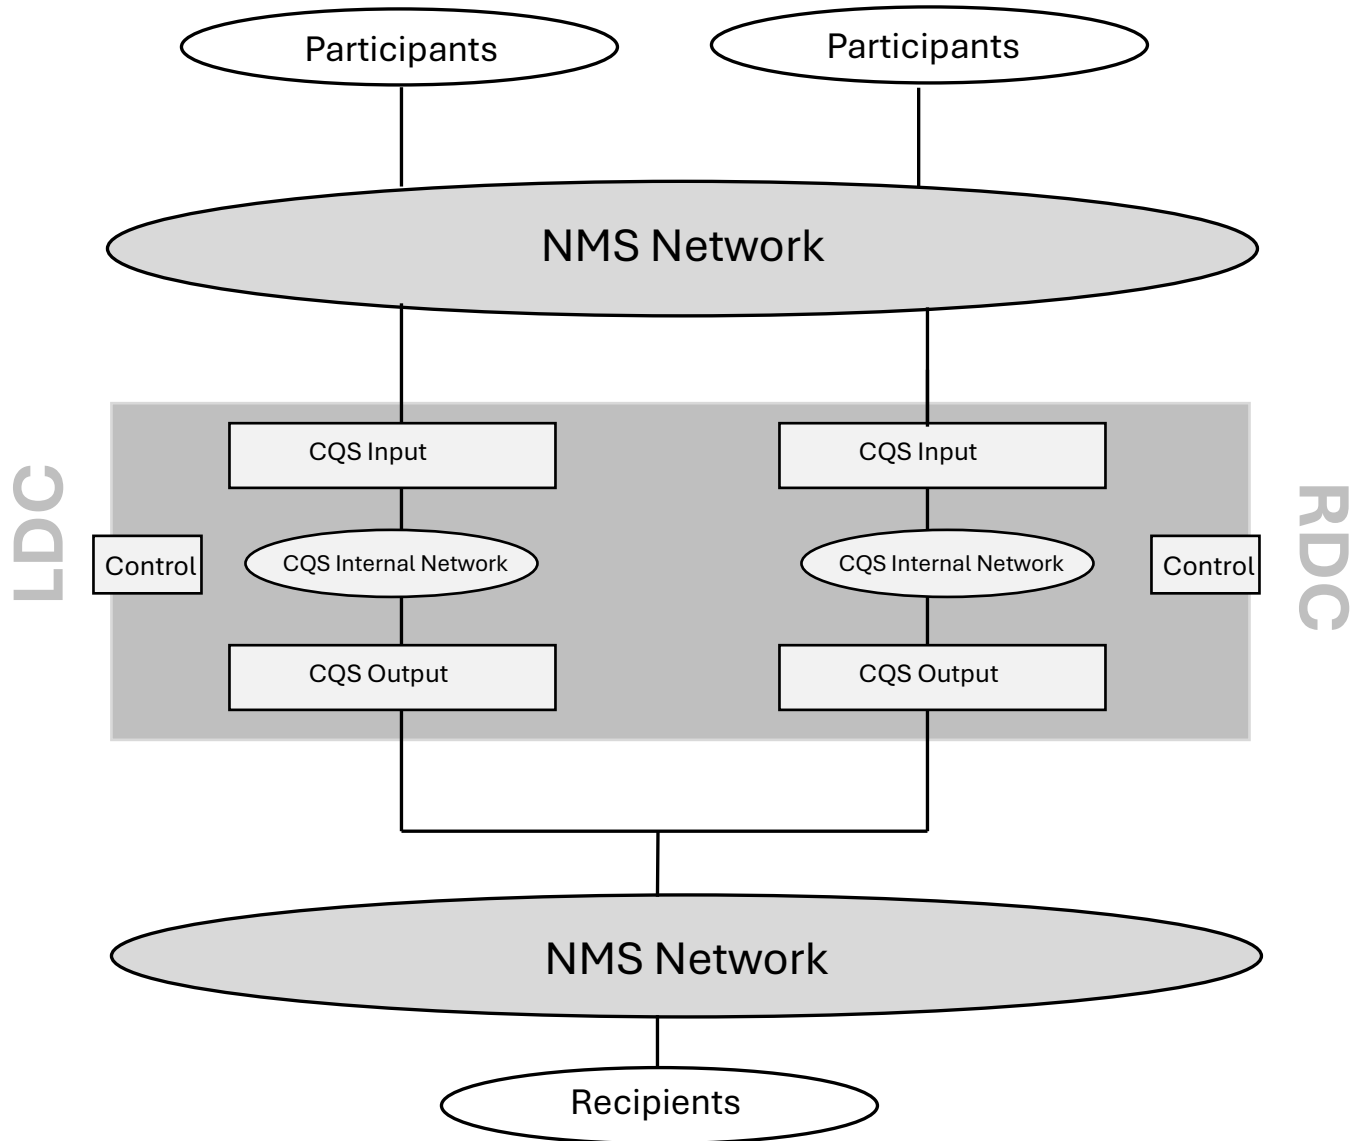 Participants
Participants
NMS Network
CQS Input
CQS Input
LDC
Control
CQS Internal Network
CQS Internal Network
Control
RDC
CQS Output
CQS Output
NMS Network
Recipients